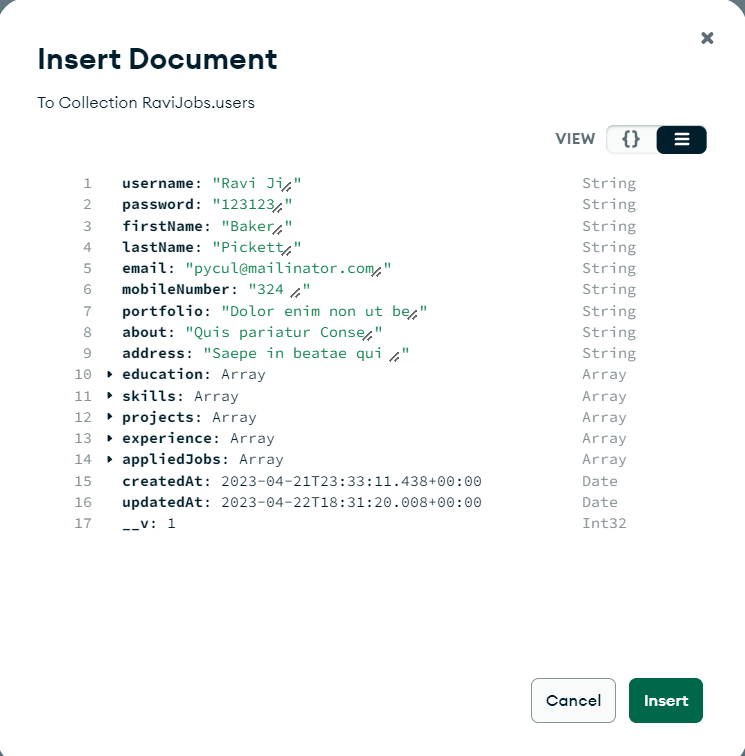 Insert Document
To Collection RaviJobs.users
VIEW {}
1 username: "Ravi Ji" String
2 password: "123123" String
3 firstName: "Baker" String
4 lastName: "Pickett" String
5 email: "pycul@mailinator.com" String
6 mobileNumber: "324 " String
7 portfolio: "Dolor enim non ut be" String
8 about: "Quis pariatur Conse" String
9 address: "Saepe in beatae qui " String
10 education: Array Array
11 skills: Array Array
12 projects: Array Array
13 experience: Array Array
14 appliedJobs: Array Array
15 createdAt: 2023-04-21T23:33:11.438+00:00 Date
16 updatedAt: 2023-04-22T18:31:20.008+00:00 Date
17 __v: 1 Int32
Cancel Insert